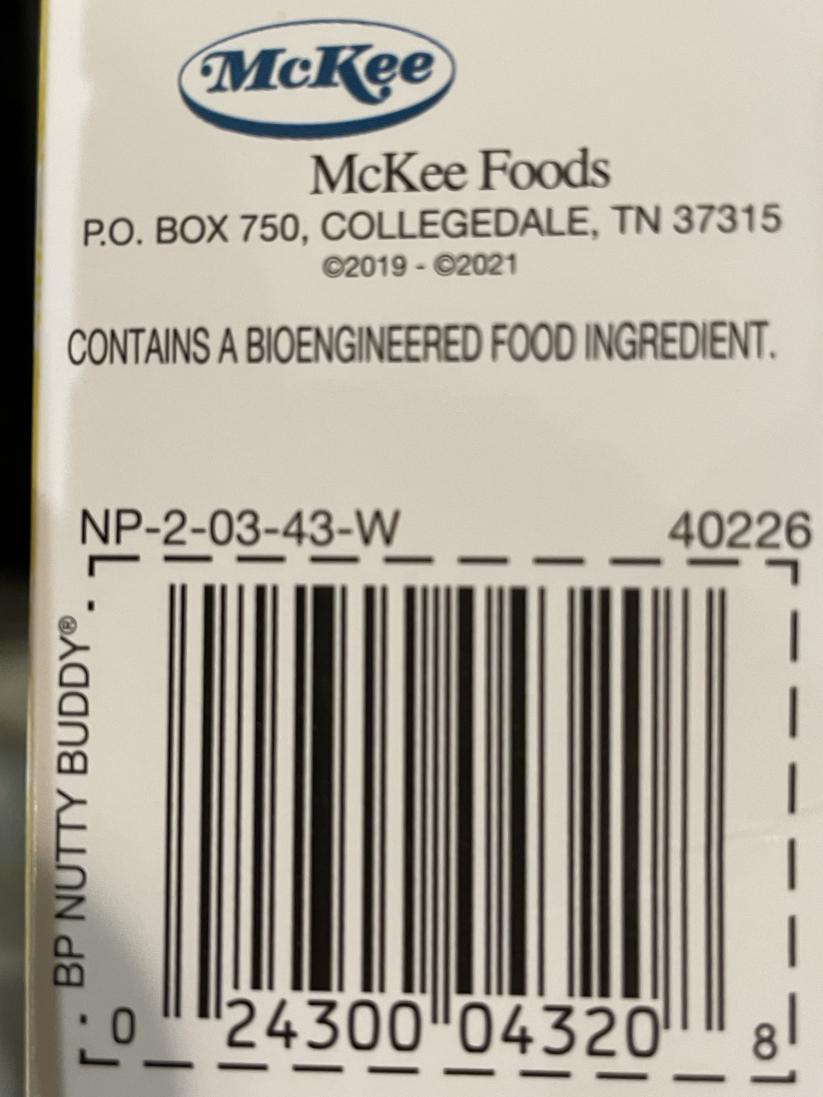 McKee
McKee Foods
P.O. BOX 750, COLLEGEDALE, TN 37315
©2019 - ©2021
CONTAINS A BIOENGINEERED FOOD INGREDIENT.
NP-2-03-43-W 40226
BP NUTTY BUDDY®
0 24300 04320 8